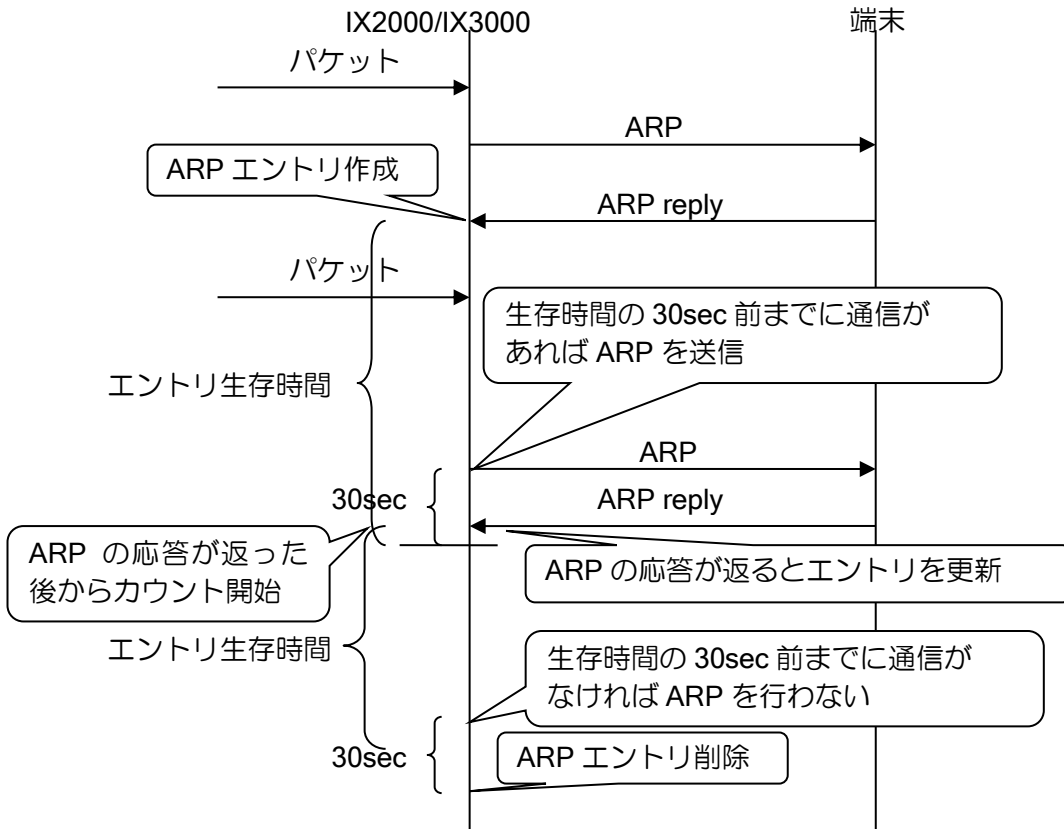 IX2000/IX3000
端末
パケット
ARP
ARP エントリ作成
ARP reply
パケット
生存時間の 30sec 前までに通信が
あれば ARP を送信
エントリ生存時間
ARP
30sec
ARP reply
ARP の応答が返った
後からカウント開始
ARP の応答が返るとエントリを更新
エントリ生存時間
生存時間の 30sec 前までに通信が
なければ ARP を行わない
30sec
ARP エントリ削除